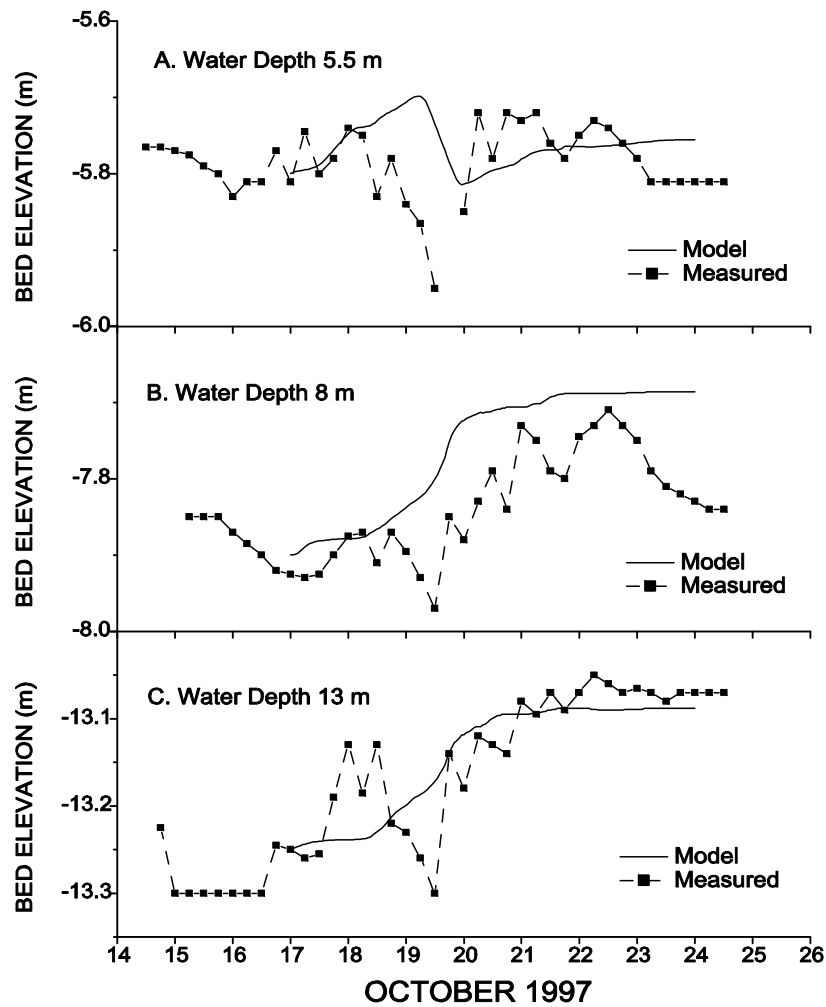 -5.6
A. Water Depth 5.5 m
-5.8
BED ELEVATION (m)
Model
Measured
-6.0
B. Water Depth 8 m
-7.8
BED ELEVATION (m)
Model
Measured
-8.0
C. Water Depth 13 m
-13.1
-13.2
BED ELEVATION (m)
Model
Measured
-13.3
14 15 16 17 18 19 20 21 22 23 24 25 26
OCTOBER 1997